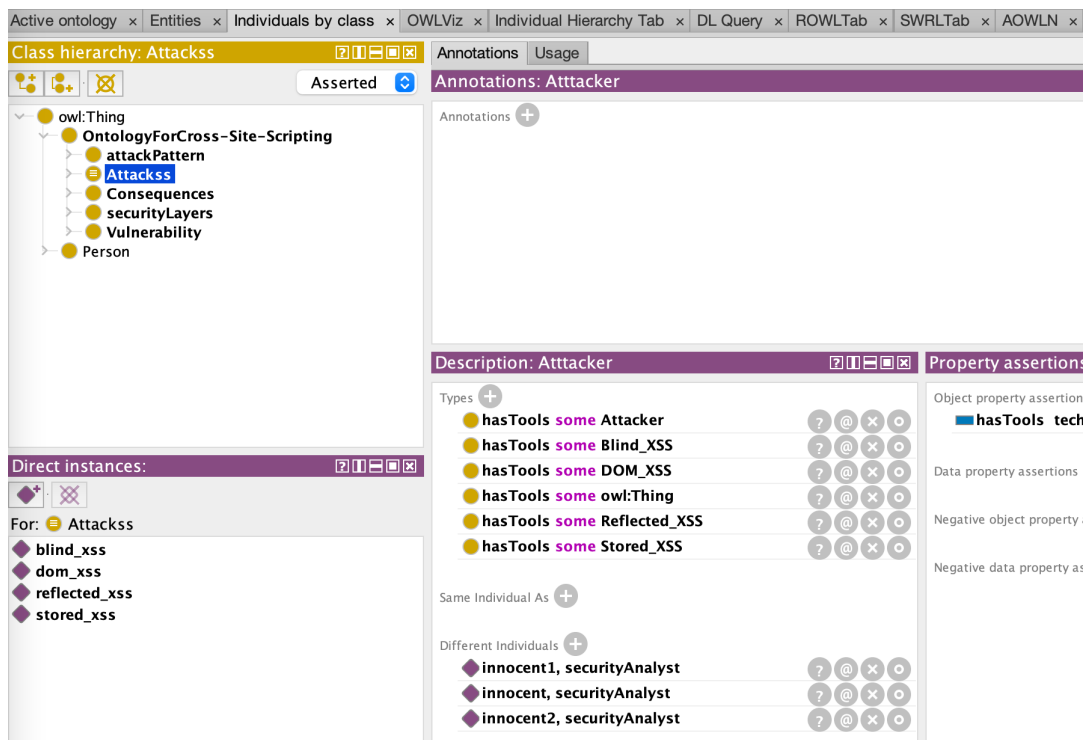 Active ontology × Entities × Individuals by class × OWLViz × Individual Hierarchy Tab × DL Query × ROWLTab × SWRLTab × AOWLN ×
Class hierarchy: Attackss
Asserted
owl:Thing
OntologyForCross-Site-Scripting
attackPattern
Attackss
Consequences
securityLayers
Vulnerability
Person
Direct instances:
For: Attackss
blind_xss
dom_xss
reflected_xss
stored_xss
Annotations Usage
Annotations: Atttacker
Annotations
Description: Atttacker
Types
hasTools some Attacker
hasTools some Blind_XSS
hasTools some DOM_XSS
hasTools some owl:Thing
hasTools some Reflected_XSS
hasTools some Stored_XSS
Same Individual As
Different Individuals
innocent1, securityAnalyst
innocent, securityAnalyst
innocent2, securityAnalyst
Property assertions
Object property assertion
hasTools tech
Data property assertions
Negative object property
Negative data property as